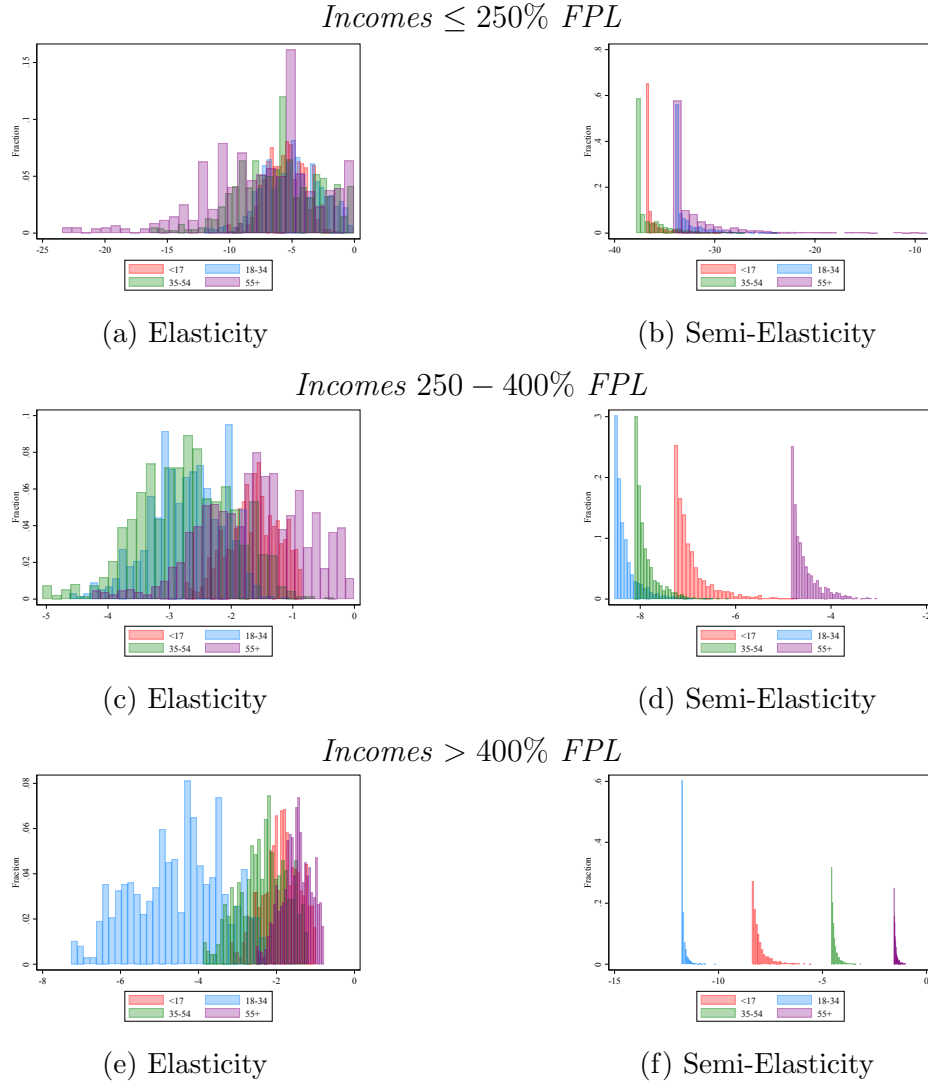 Incomes ≤ 250% FPL
Fraction
0 .05 .1 .15
-25 -20 -15 -10 -5 0
<17 18-34
35-54 55+
(a) Elasticity
Fraction
0 .2 .4 .6 .8
-40 -30 -20 -10
<17 18-34
35-54 55+
(b) Semi-Elasticity
Incomes 250 − 400% FPL
Fraction
0 .02 .04 .06 .08 .1
-5 -4 -3 -2 -1 0
<17 18-34
35-54 55+
(c) Elasticity
Fraction
0 .1 .2 .3
-8 -6 -4 -2
<17 18-34
35-54 55+
(d) Semi-Elasticity
Incomes > 400% FPL
Fraction
0 .02 .04 .06 .08
-8 -6 -4 -2 0
<17 18-34
35-54 55+
(e) Elasticity
Fraction
0 .2 .4 .6
-15 -10 -5 0
<17 18-34
35-54 55+
(f) Semi-Elasticity